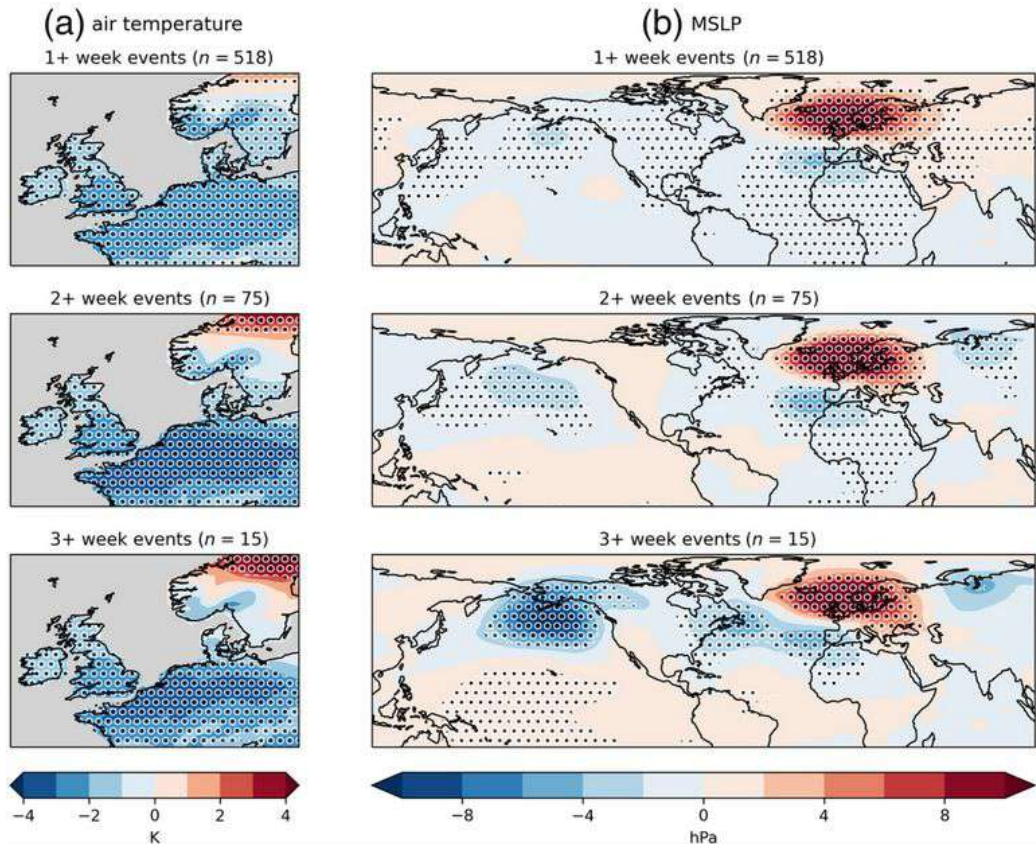 (a) air temperature
(b) MSLP
1+ week events (n = 518)
1+ week events (n = 518)
2+ week events (n = 75)
2+ week events (n = 75)
3+ week events (n = 15)
3+ week events (n = 15)
−4 −2 0 2 4
K
−8 −4 0 4 8
hPa